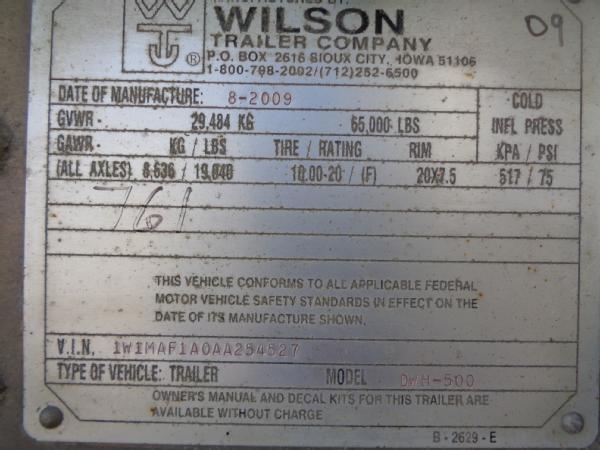 MANUFACTURED BY:
WILSON
TRAILER COMPANY
P.O. BOX 2616 SIOUX CITY, IOWA 51106
1-800-798-2002/(712)252-6500
09
DATE OF MANUFACTURE: 8-2009
COLD
GVWR - 29,484 KG 65,000 LBS INFL PRESS
GAWR - KG / LBS TIRE / RATING RIM KPA / PSI
(ALL AXLES) 8,636 / 19,040 10.00-20 / (F) 20X7.5 517 / 75
761
THIS VEHICLE CONFORMS TO ALL APPLICABLE FEDERAL
MOTOR VEHICLE SAFETY STANDARDS IN EFFECT ON THE
DATE OF ITS MANUFACTURE SHOWN.
V.I.N. 1W1MAF1A0AA254527
TYPE OF VEHICLE: TRAILER MODEL DWH-500
OWNER'S MANUAL AND DECAL KITS FOR THIS TRAILER ARE
AVAILABLE WITHOUT CHARGE
B - 2629 - E